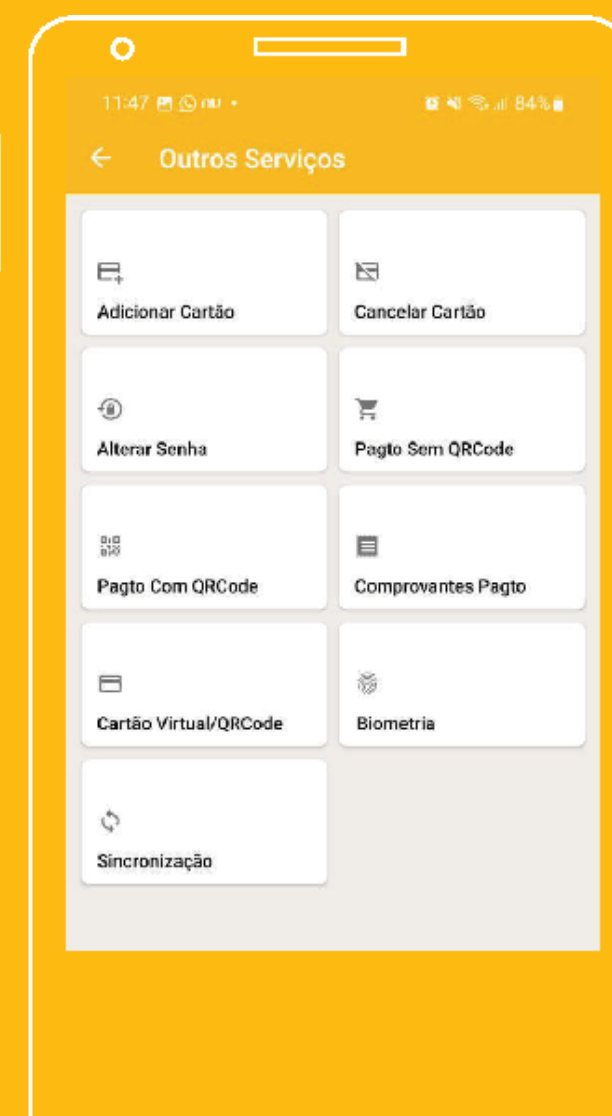 11:47
84%
Outros Serviços
Adicionar Cartão
Cancelar Cartão
Alterar Senha
Pagto Sem QRCode
Pagto Com QRCode
Comprovantes Pagto
Cartão Virtual/QRCode
Biometria
Sincronização